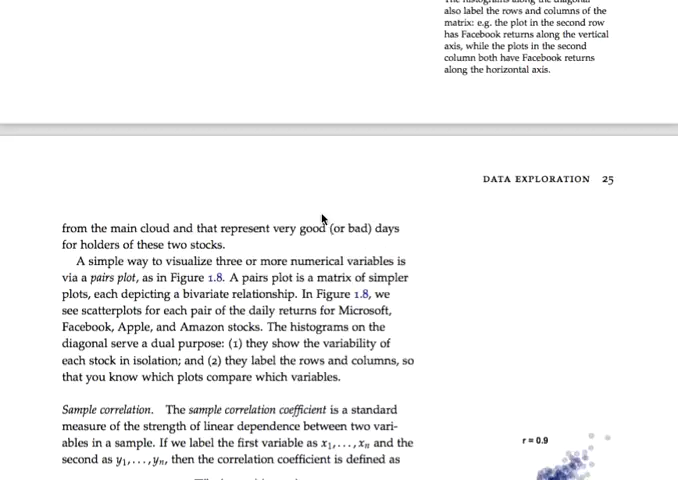 also label the rows and columns of the
matrix: e.g. the plot in the second row
has Facebook returns along the vertical
axis, while the plots in the second
column both have Facebook returns
along the horizontal axis.
DATA EXPLORATION 25
from the main cloud and that represent very good (or bad) days
for holders of these two stocks.
A simple way to visualize three or more numerical variables is
via a pairs plot, as in Figure 1.8. A pairs plot is a matrix of simpler
plots, each depicting a bivariate relationship. In Figure 1.8, we
see scatterplots for each pair of the daily returns for Microsoft,
Facebook, Apple, and Amazon stocks. The histograms on the
diagonal serve a dual purpose: (1) they show the variability of
each stock in isolation; and (2) they label the rows and columns, so
that you know which plots compare which variables.
Sample correlation. The sample correlation coefficient is a standard
measure of the strength of linear dependence between two vari-
ables in a sample. If we label the first variable as x₁, . . . , xₙ and the
second as y₁, . . . , yₙ, then the correlation coefficient is defined as
r = 0.9